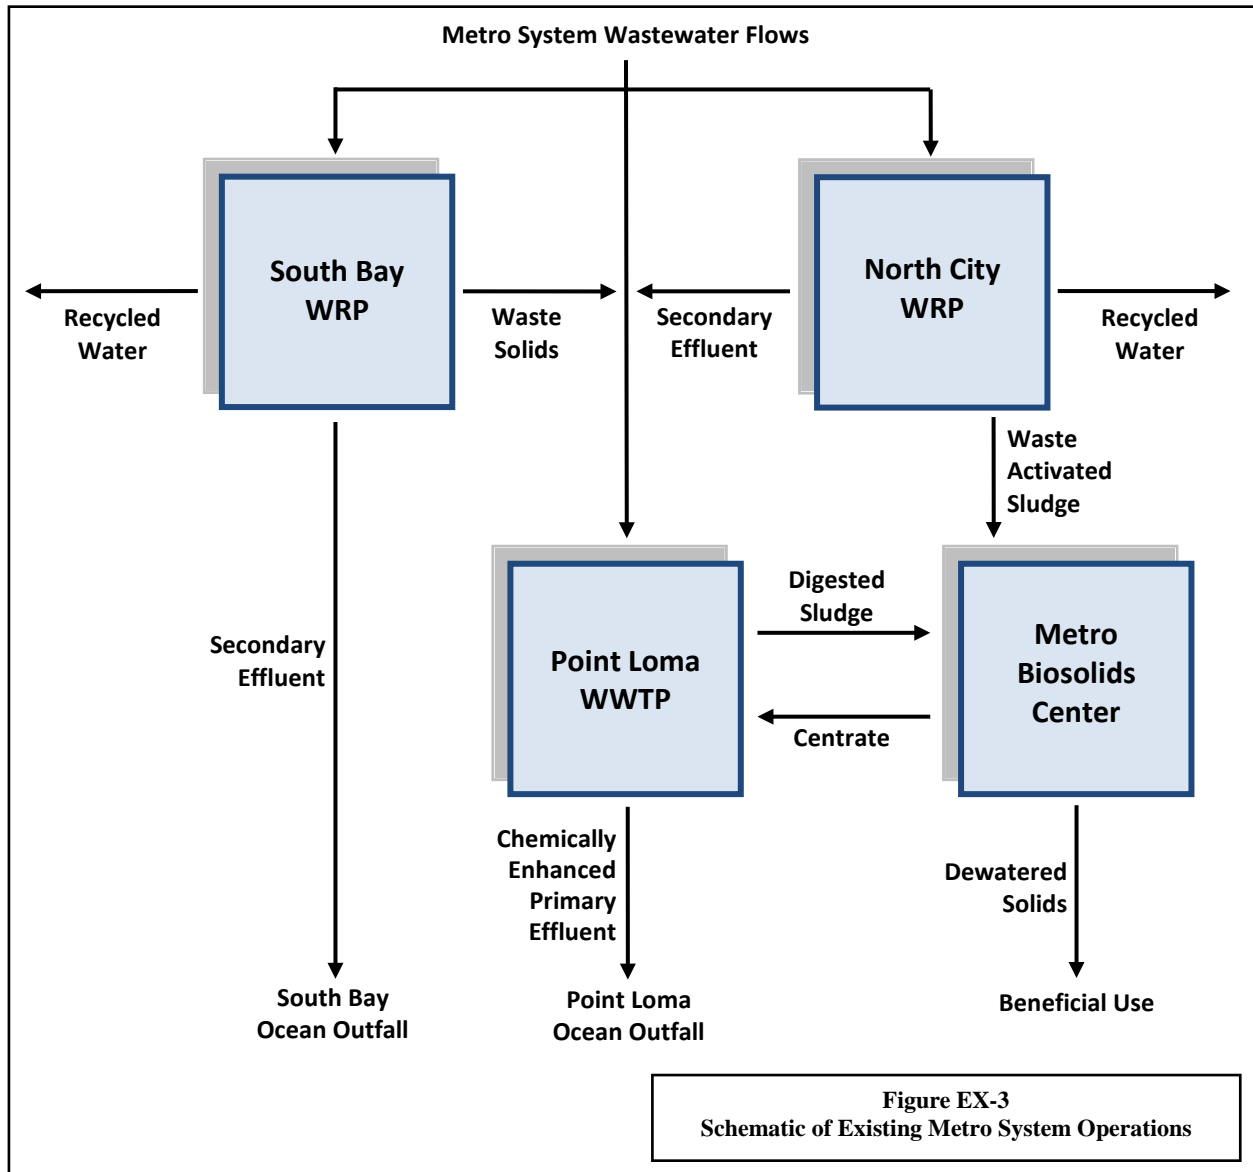 Metro System Wastewater Flows
South Bay
WRP
North City
WRP
Recycled
Water
Waste
Solids
Secondary
Effluent
Recycled
Water
Waste
Activated
Sludge
Secondary
Effluent
Point Loma
WWTP
Digested
Sludge
Centrate
Metro
Biosolids
Center
Chemically
Enhanced
Primary
Effluent
Dewatered
Solids
South Bay
Ocean Outfall
Point Loma
Ocean Outfall
Beneficial Use
Figure EX-3
Schematic of Existing Metro System Operations